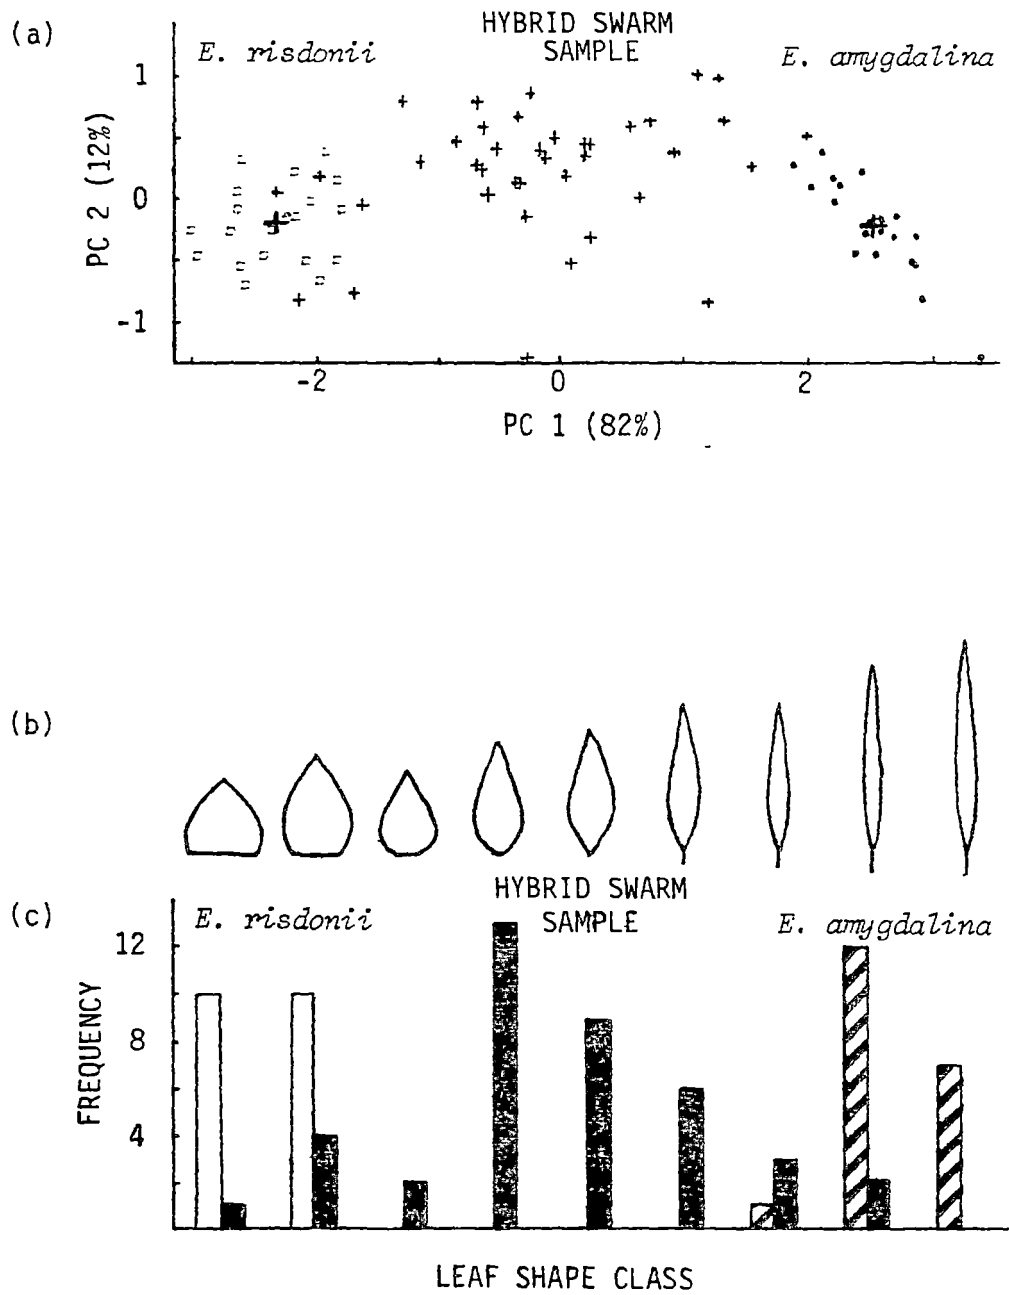 (a)
HYBRID SWARM
SAMPLE
E. risdonii
E. amygdalina
PC 2 (12%)
1
0
-1
-2
0
2
PC 1 (82%)
(b)
(c)
HYBRID SWARM
SAMPLE
E. risdonii
E. amygdalina
FREQUENCY
12
8
4
LEAF SHAPE CLASS